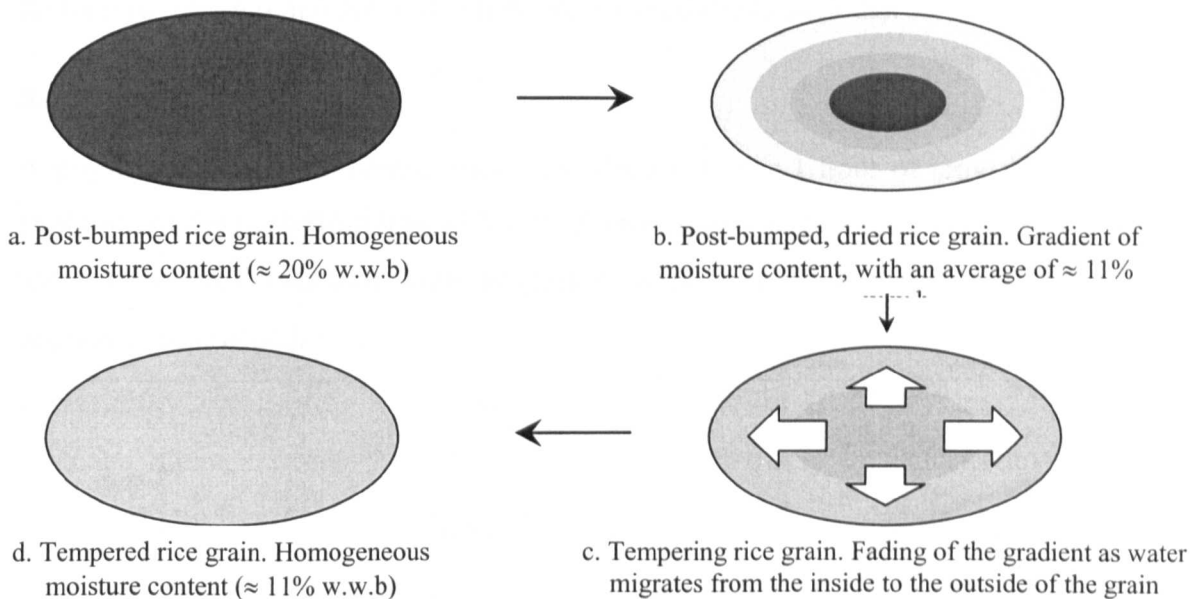 a. Post-bumped rice grain. Homogeneous
moisture content (≈ 20% w.w.b)
b. Post-bumped, dried rice grain. Gradient of
moisture content, with an average of ≈ 11%
d. Tempered rice grain. Homogeneous
moisture content (≈ 11% w.w.b)
c. Tempering rice grain. Fading of the gradient as water
migrates from the inside to the outside of the grain